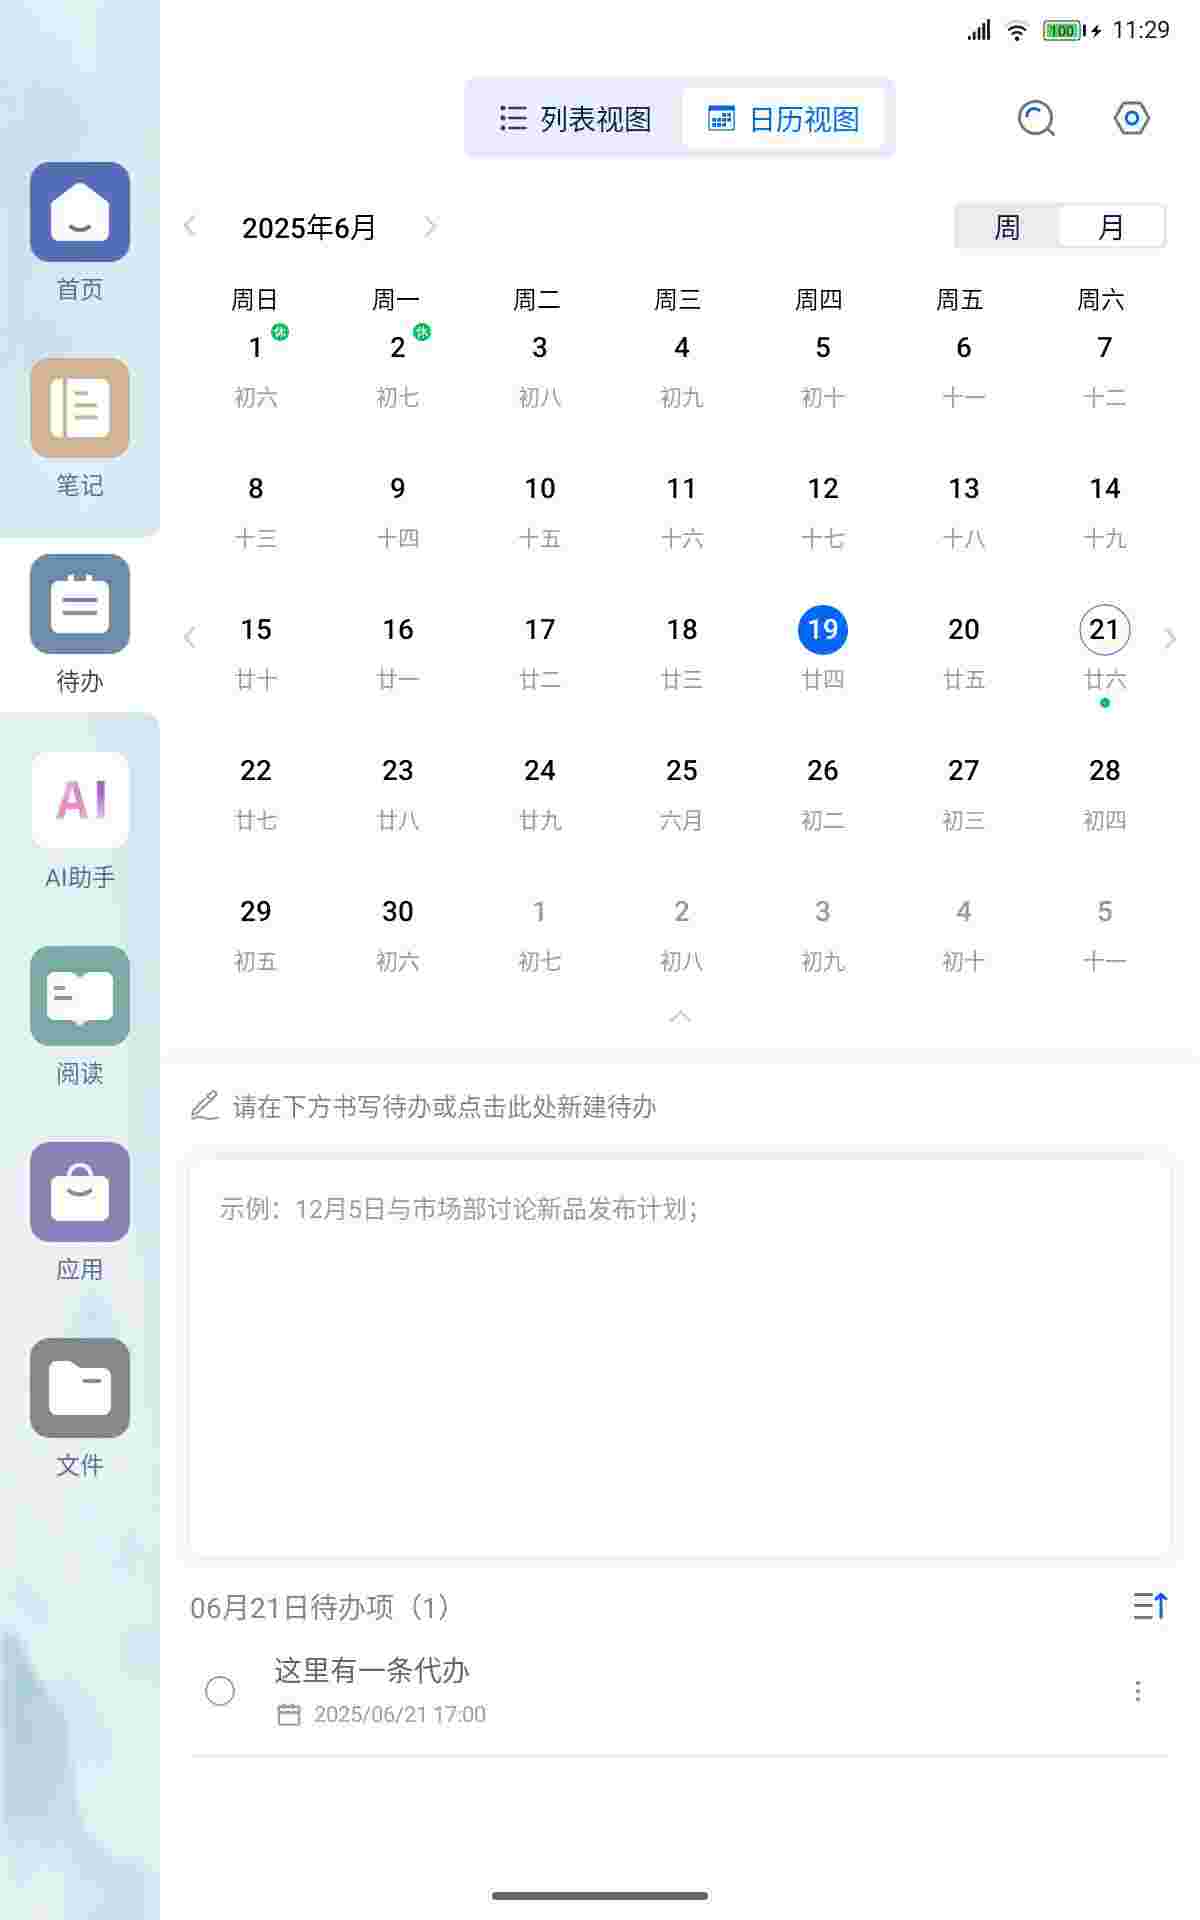 100 11:29
列表视图 日历视图
2025年6月 周 月
周日 周一 周二 周三 周四 周五 周六
1 休 2 休 3 4 5 6 7
初六 初七 初八 初九 初十 十一 十二
8 9 10 11 12 13 14
十三 十四 十五 十六 十七 十八 十九
15 16 17 18 19 20 21
廿十 廿一 廿二 廿三 廿四 廿五 廿六
22 23 24 25 26 27 28
廿七 廿八 廿九 六月 初二 初三 初四
29 30 1 2 3 4 5
初五 初六 初七 初八 初九 初十 十一
请在下方书写待办或点击此处新建待办
示例：12月5日与市场部讨论新品发布计划；
06月21日待办项（1）
这里有一条代办
2025/06/21 17:00
首页
笔记
待办
AI
AI助手
阅读
应用
文件